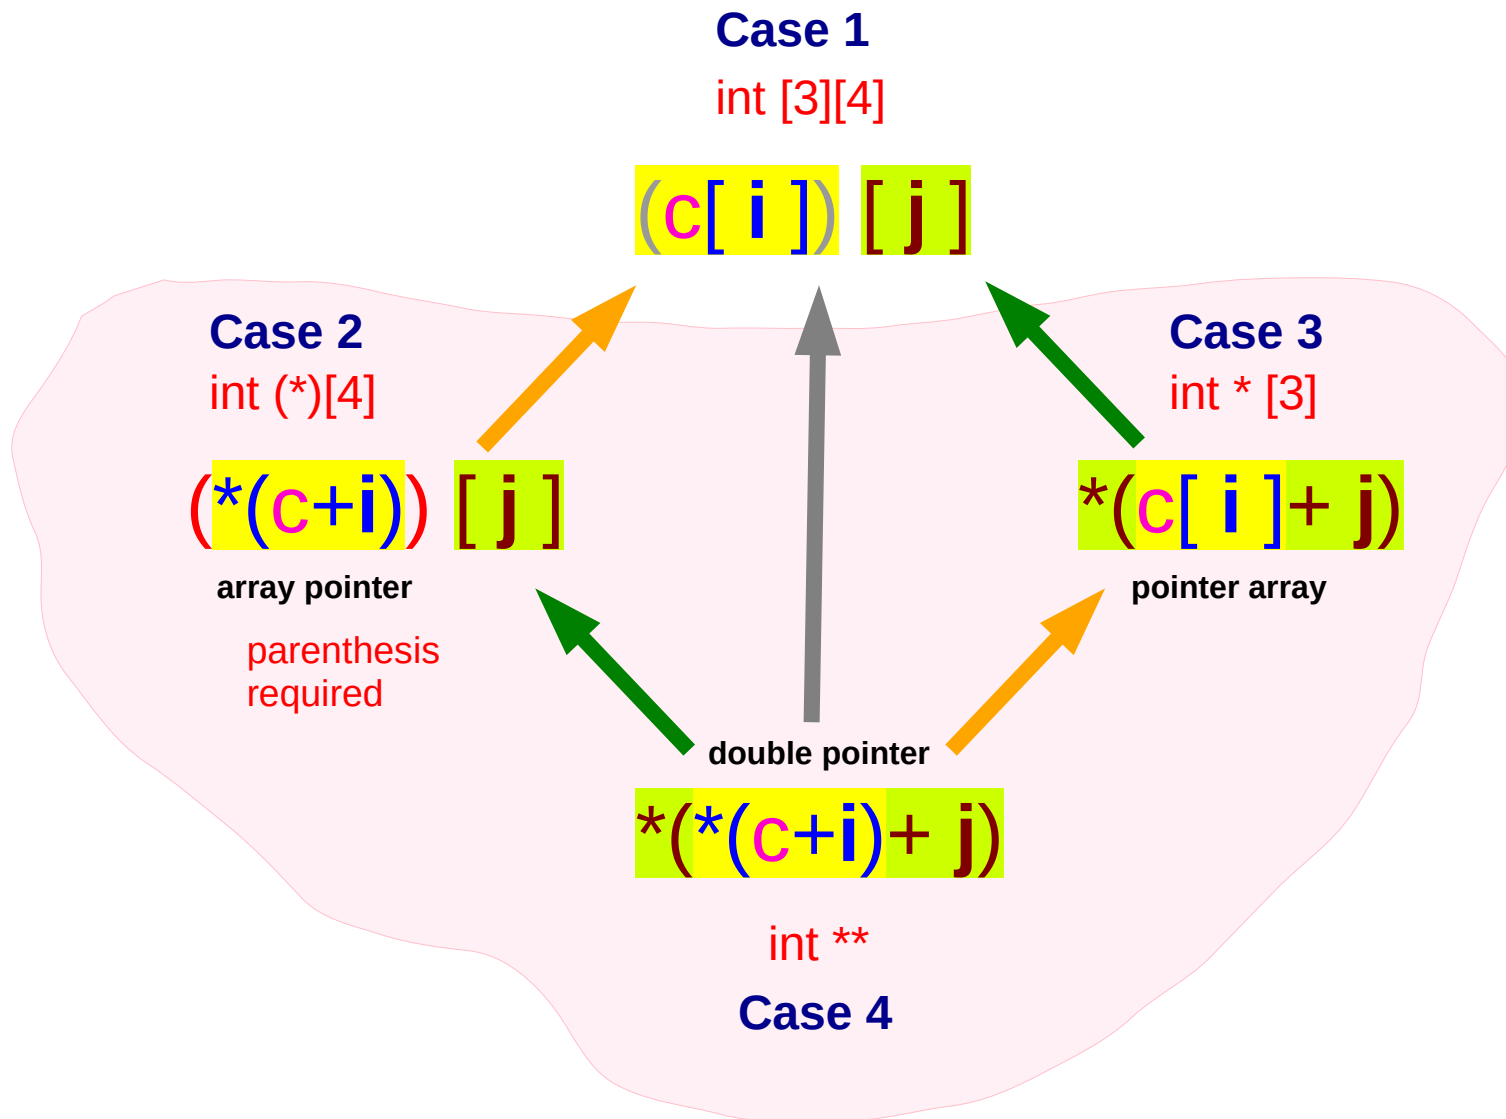 Case 1
int [3][4]
(c[ i ]) [ j ]
Case 2
int (*)[4]
(*(c+i)) [ j ]
array pointer
parenthesis
required
Case 3
int * [3]
*(c[ i ]+ j)
pointer array
double pointer
*(*(c+i)+ j)
int **
Case 4